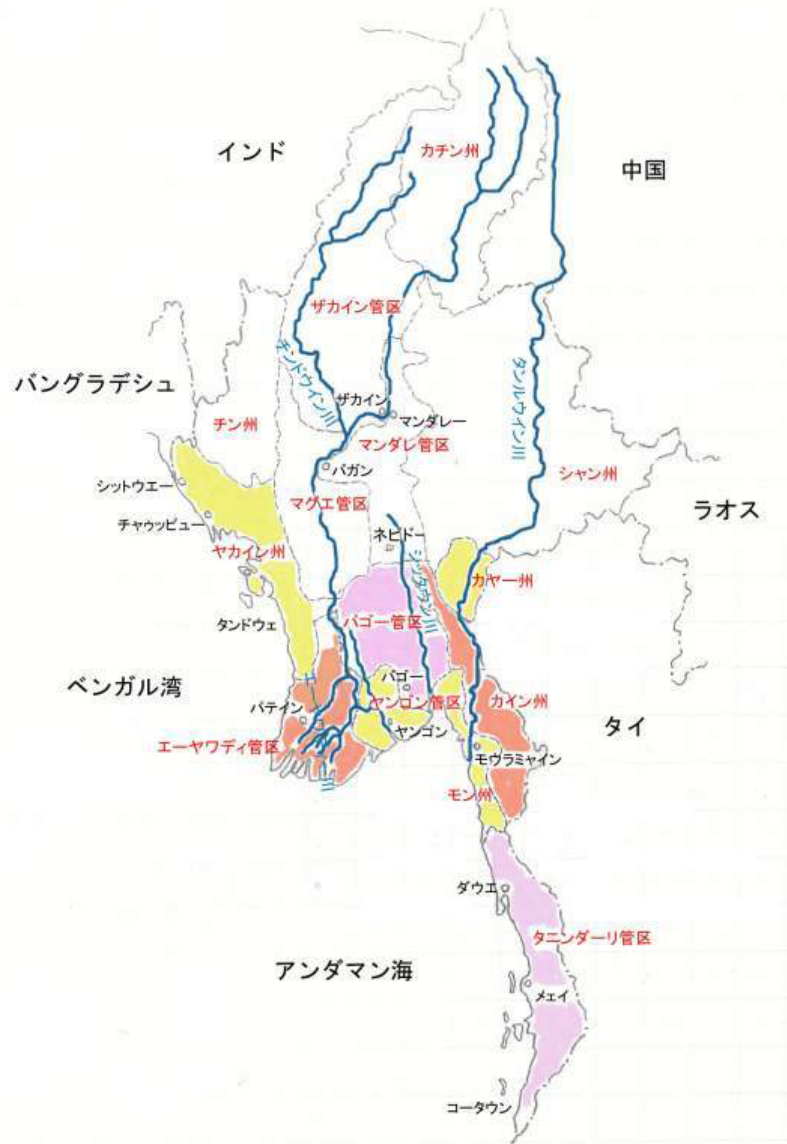 インド
カチン州
中国
ザカイン管区
チンドウイン川
タンルウイン川
バングラデシュ
ザカイン
マンダレー
チン州
マンダレ管区
バガン
シャン州
シットウエー
マグエ管区
ラオス
チャウッピュー
ネピドー
ヤカイン州
シッタウン川
カヤー州
タンドウェ
バゴー管区
ベンガル湾
バゴー
ヤンゴン管区
カイン州
パテイン
タイ
ヤンゴン
エーヤワディ管区
モウラミャイン
川
モン州
ダウエ
タニンダーリ管区
アンダマン海
メェイ
コータウン